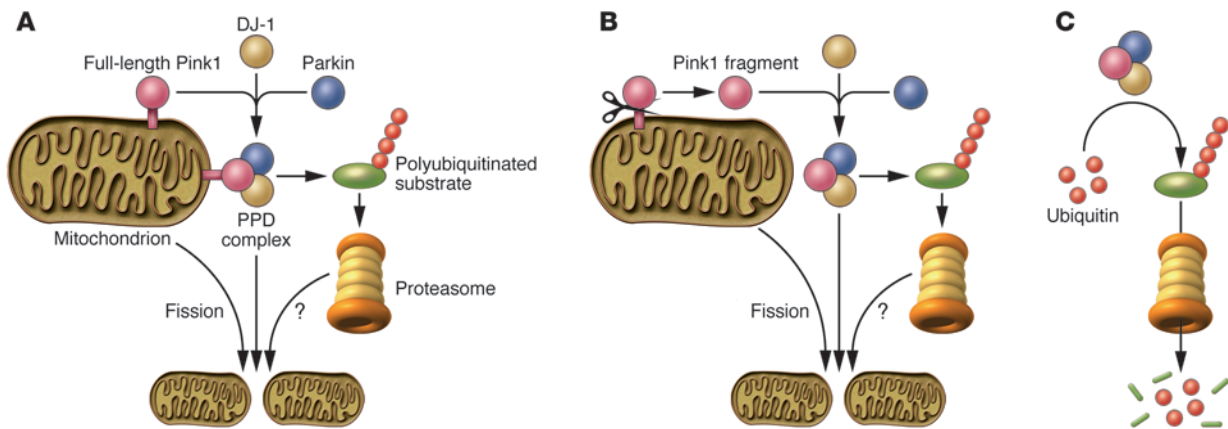 A
DJ-1
Full-length Pink1
Parkin
Polyubiquitinated
substrate
PPD
complex
Mitochondrion
Proteasome
Fission
?
B
Pink1 fragment
Fission
?
C
Ubiquitin